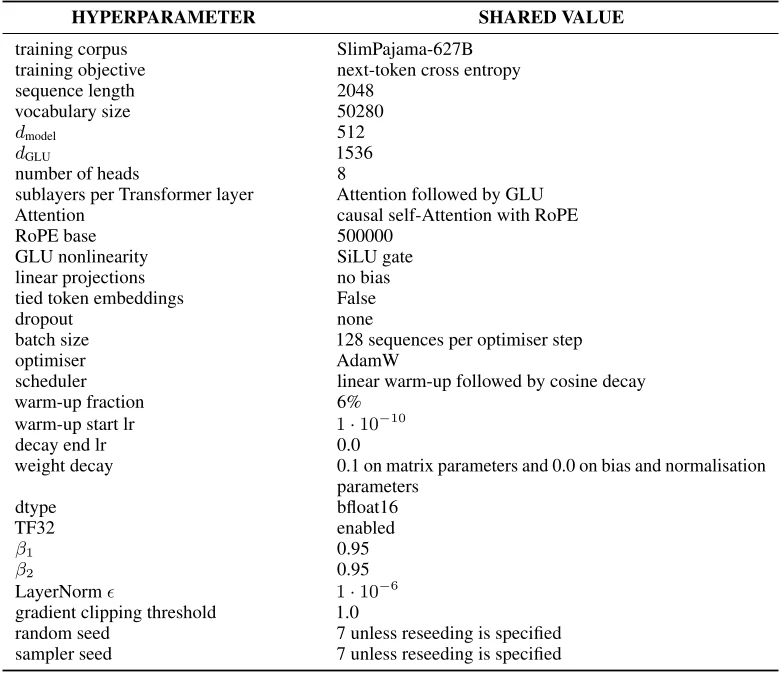 HYPERPARAMETER SHARED VALUE
training corpus SlimPajama-627B
training objective next-token cross entropy
sequence length 2048
vocabulary size 50280
d_model 512
d_GLU 1536
number of heads 8
sublayers per Transformer layer Attention followed by GLU
Attention causal self-Attention with RoPE
RoPE base 500000
GLU nonlinearity SiLU gate
linear projections no bias
tied token embeddings False
dropout none
batch size 128 sequences per optimiser step
optimiser AdamW
scheduler linear warm-up followed by cosine decay
warm-up fraction 6%
warm-up start lr 1 · 10⁻¹⁰
decay end lr 0.0
weight decay 0.1 on matrix parameters and 0.0 on bias and normalisation
parameters
dtype bfloat16
TF32 enabled
β₁ 0.95
β₂ 0.95
LayerNorm ϵ 1 · 10⁻⁶
gradient clipping threshold 1.0
random seed 7 unless reseeding is specified
sampler seed 7 unless reseeding is specified